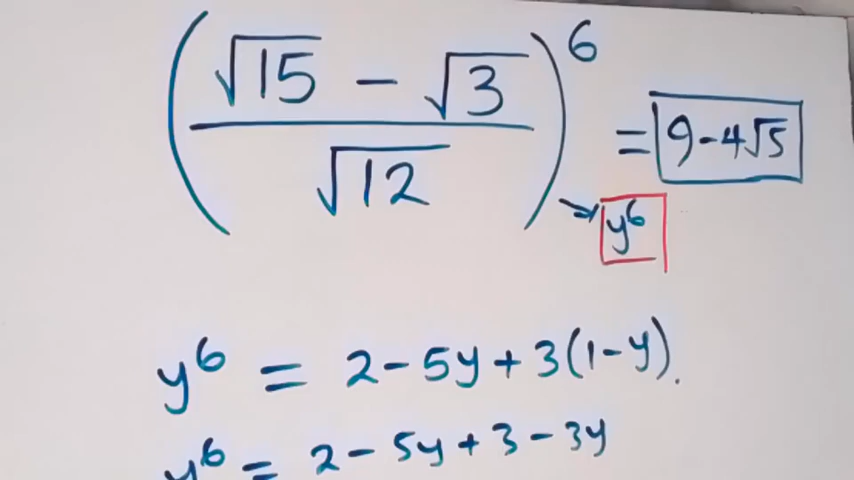 (√15 - √3 / √12)^6 = 9-4√5
→ y^6
y^6 = 2-5y+3(1-y).
y^6 = 2-5y+3-3y